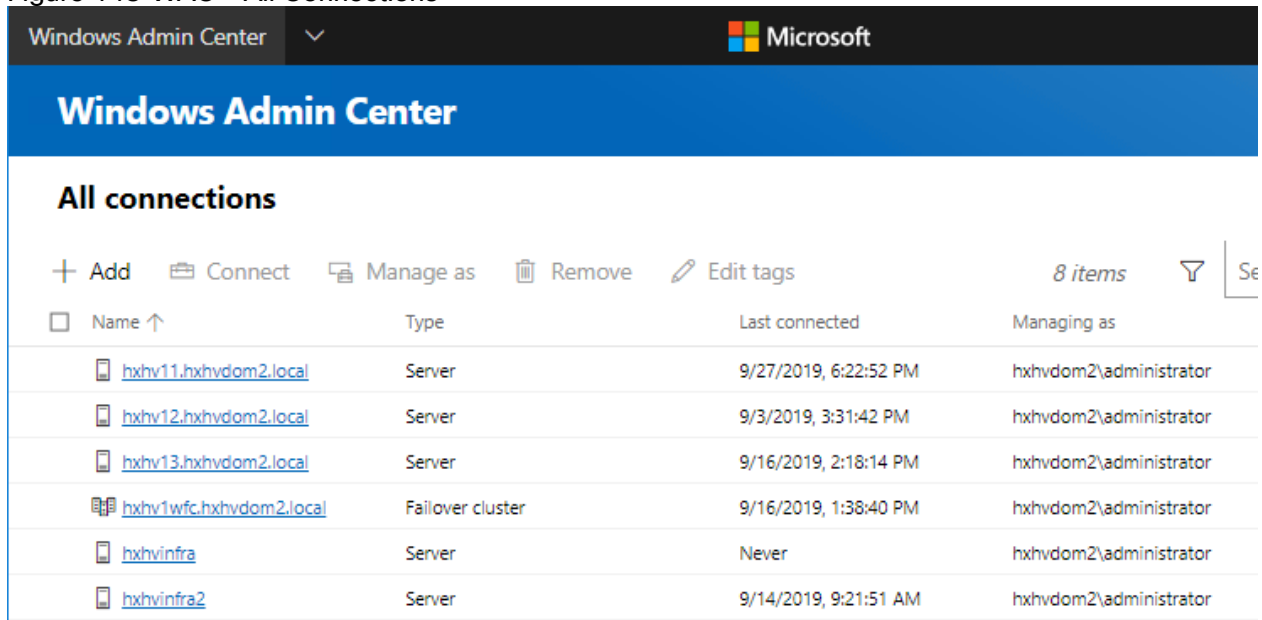 Windows Admin Center
Microsoft
Windows Admin Center
All connections
Add Connect Manage as Remove Edit tags 8 items
Name Type Last connected Managing as
hxhv11.hxhvdom2.local Server 9/27/2019, 6:22:52 PM hxhvdom2\administrator
hxhv12.hxhvdom2.local Server 9/3/2019, 3:31:42 PM hxhvdom2\administrator
hxhv13.hxhvdom2.local Server 9/16/2019, 2:18:14 PM hxhvdom2\administrator
hxhv1wfc.hxhvdom2.local Failover cluster 9/16/2019, 1:38:40 PM hxhvdom2\administrator
hxhvinfra Server Never hxhvdom2\administrator
hxhvinfra2 Server 9/14/2019, 9:21:51 AM hxhvdom2\administrator